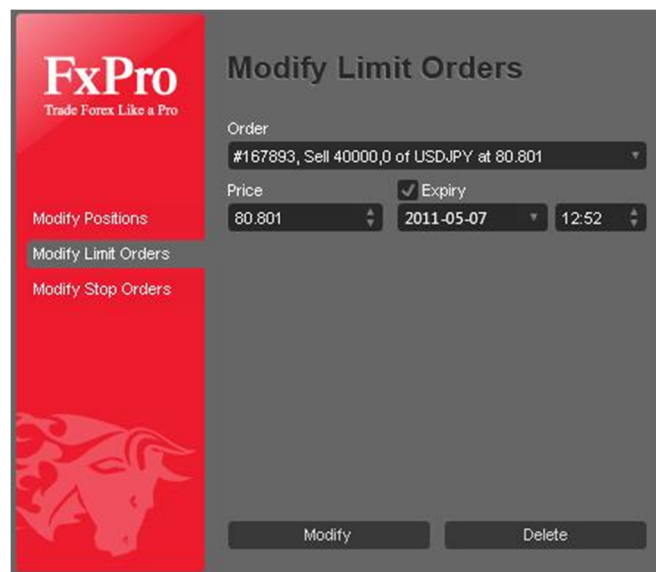 FxPro
Trade Forex Like a Pro
Modify Positions
Modify Limit Orders
Modify Stop Orders
Modify Limit Orders
Order
#167893, Sell 40000,0 of USDJPY at 80.801
Price
Expiry
80.801
2011-05-07
12:52
Modify
Delete